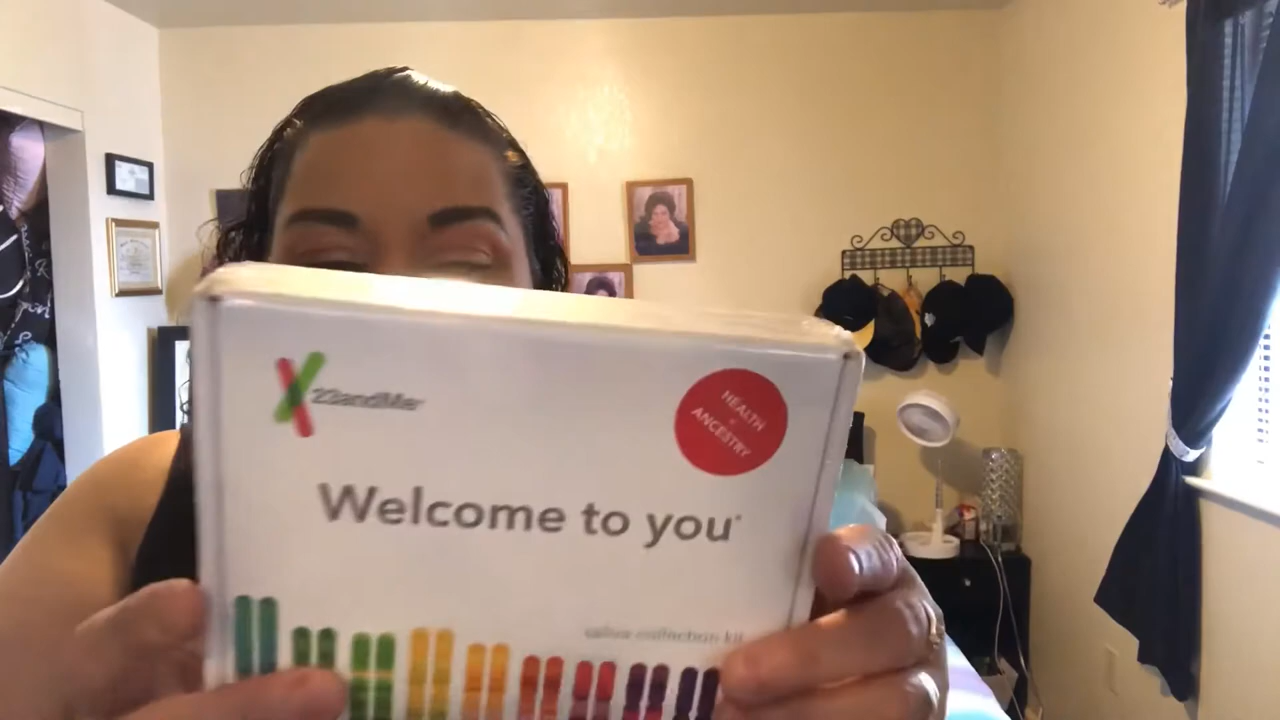 23andMe
HEALTH
+
ANCESTRY
Welcome to you®
saliva collection kit